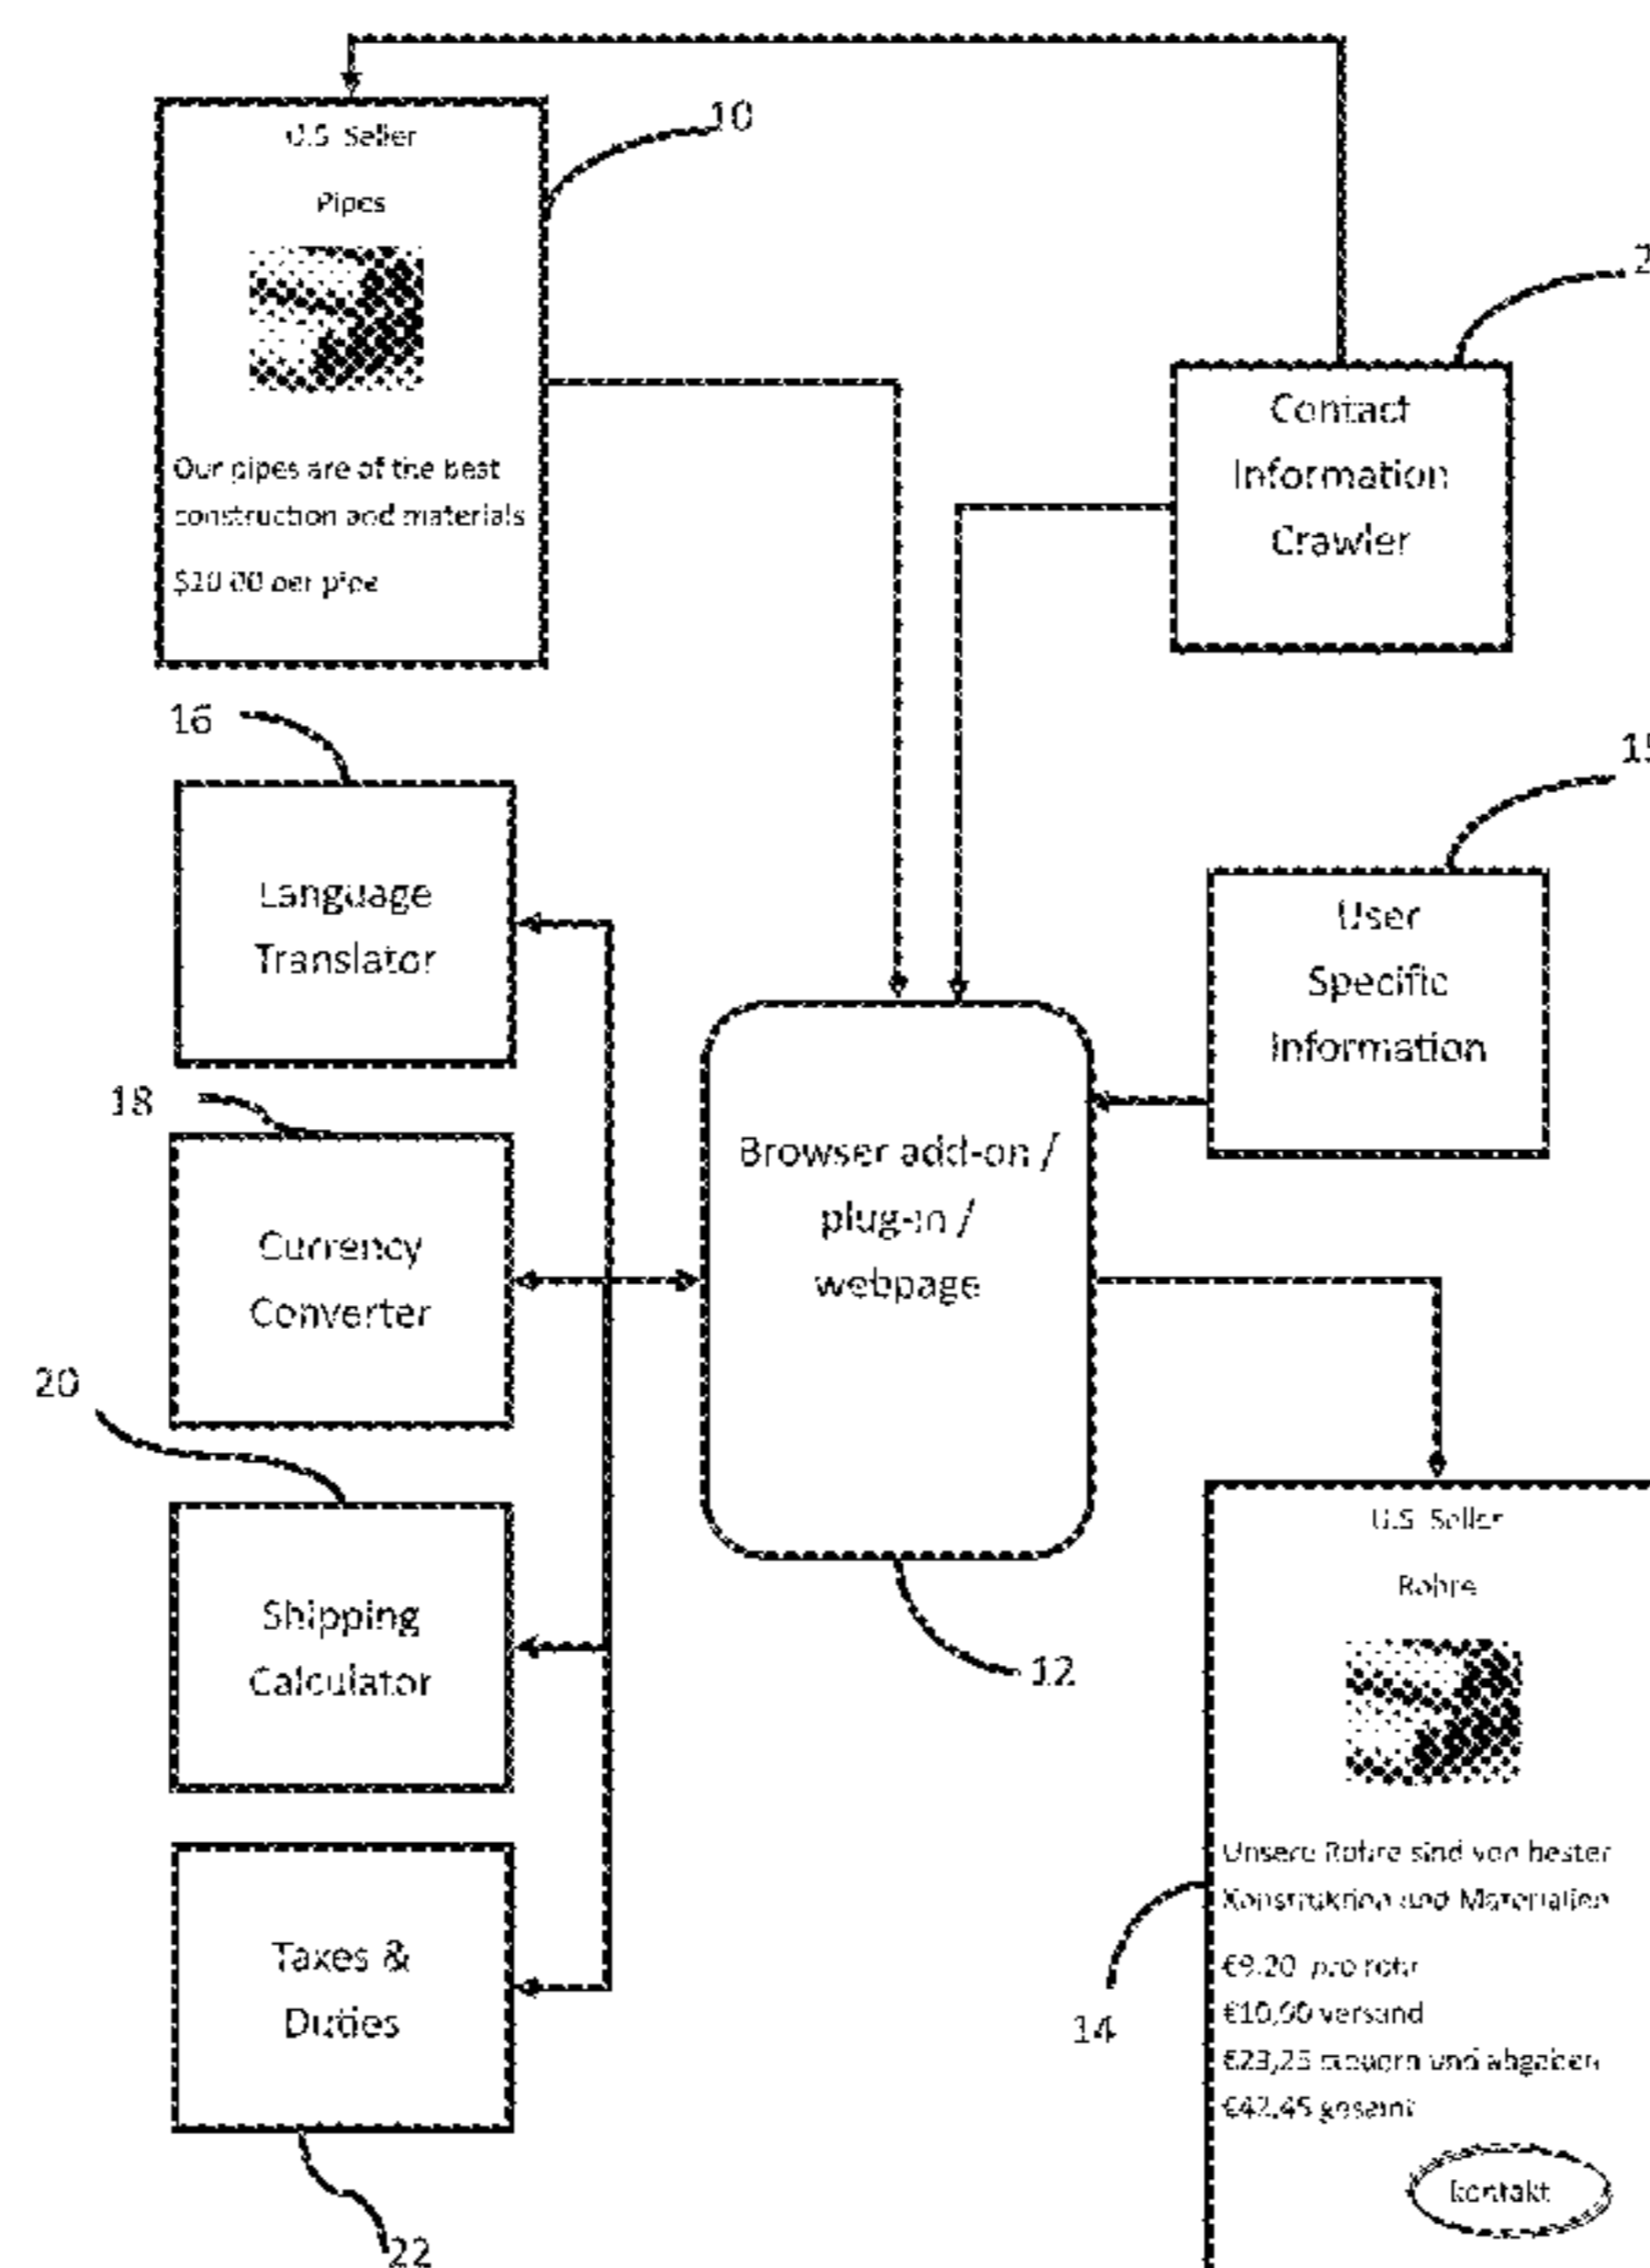 10
U.S. Seller
Pipes
Our pipes are of the best
construction and materials
per pipe
Contact
Information
Crawler
16
Language
Translator
User
Specific
Information
18
Currency
Converter
Browser add-on /
plug-in /
webpage
20
Shipping
Calculator
12
Taxes &
Duties
22
U.S. Seller
Rohre
Unsere Rohre sind von bester
Konstruktion und Materialien
€9.20 pro rohr
€10,00 versand
€23,25 steuern und abgaben
€42.45 gesamt
14
kontakt